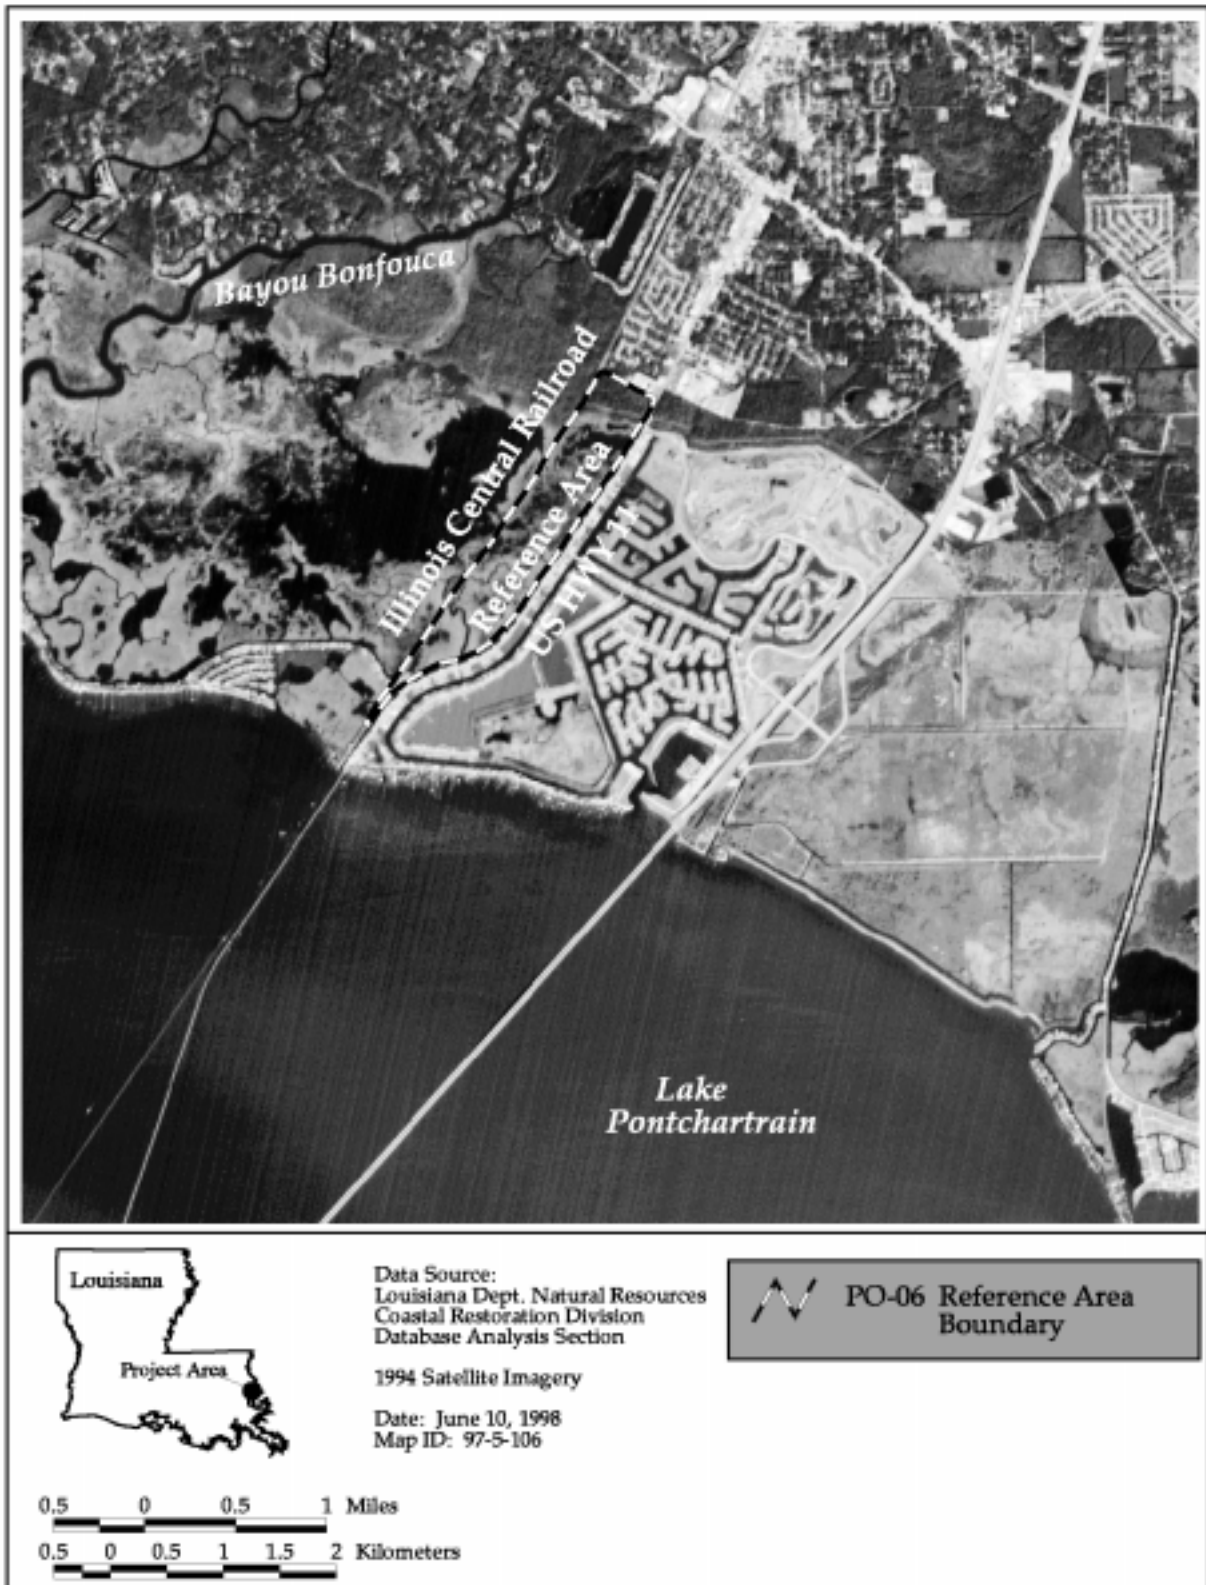 Bayou Bonfouca
Illinois Central Railroad
Reference Area
US HWY 11
Lake
Pontchartrain
Louisiana
Project Area
Data Source:
Louisiana Dept. Natural Resources
Coastal Restoration Division
Database Analysis Section
1994 Satellite Imagery
Date: June 10, 1998
Map ID: 97-5-106
PO-06 Reference Area
Boundary
0.5 0 0.5 1 Miles
0.5 0 0.5 1 1.5 2 Kilometers